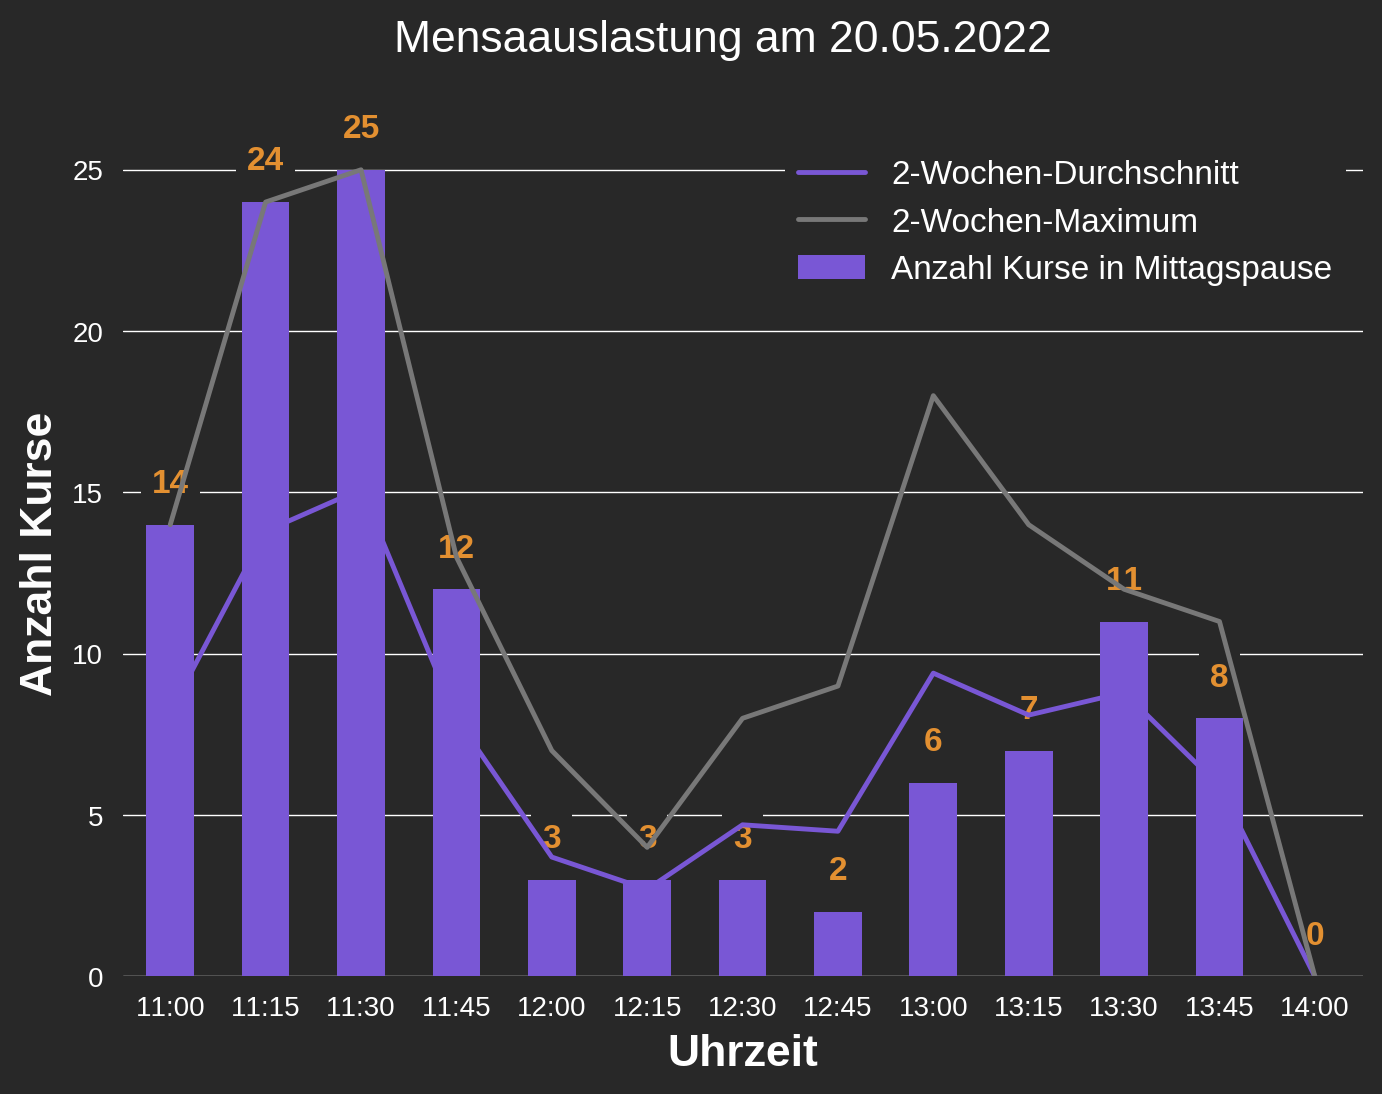 Mensaauslastung am 20.05.2022
25
24
25
2-Wochen-Durchschnitt
2-Wochen-Maximum
Anzahl Kurse in Mittagspause
20
15
14
12
11
10
8
7
6
5
3
3
3
2
0
0
11:00 11:15 11:30 11:45 12:00 12:15 12:30 12:45 13:00 13:15 13:30 13:45 14:00
Anzahl Kurse
Uhrzeit